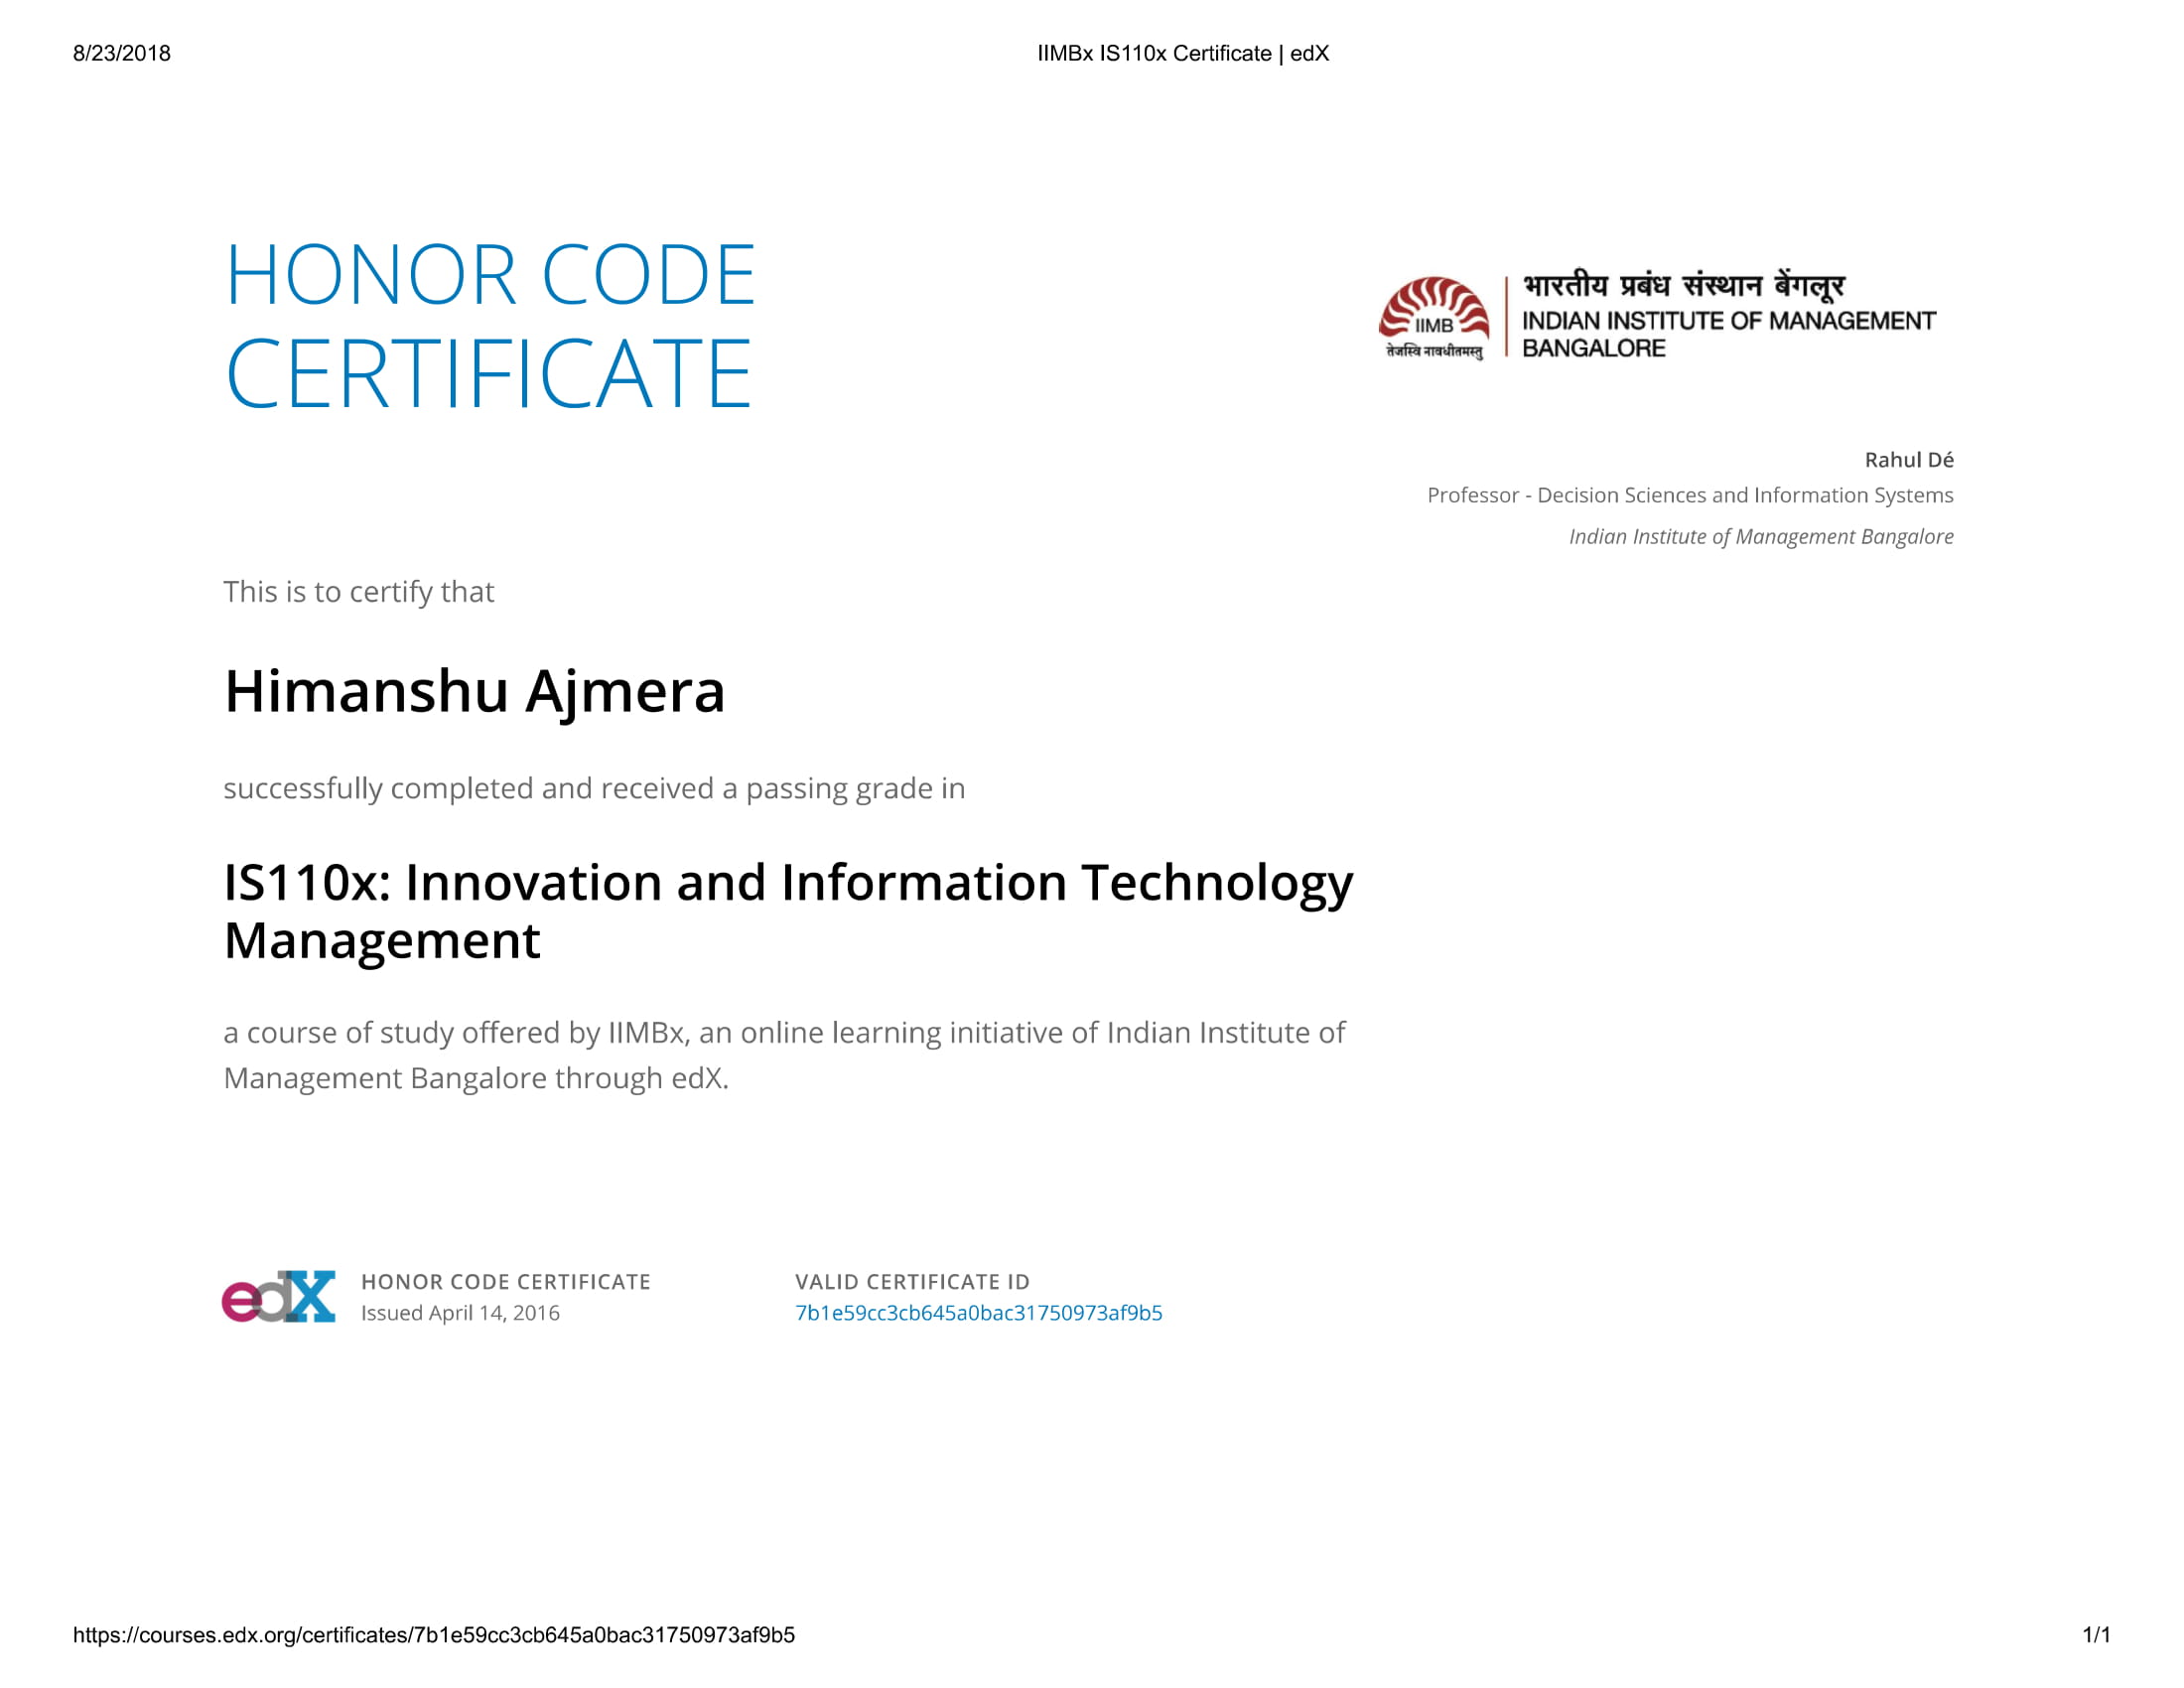 8/23/2018
IIMBx IS110x Certificate | edX
HONOR CODE
CERTIFICATE
भारतीय प्रबंध संस्थान बेंगलूर
INDIAN INSTITUTE OF MANAGEMENT
BANGALORE
IIMB
तेजस्वि नावधीतमस्तु
Rahul Dé
Professor - Decision Sciences and Information Systems
Indian Institute of Management Bangalore
This is to certify that
Himanshu Ajmera
successfully completed and received a passing grade in
IS110x: Innovation and Information Technology
Management
a course of study offered by IIMBx, an online learning initiative of Indian Institute of
Management Bangalore through edX.
edX
HONOR CODE CERTIFICATE
Issued April 14, 2016
VALID CERTIFICATE ID
7b1e59cc3cb645a0bac31750973af9b5
https://courses.edx.org/certificates/7b1e59cc3cb645a0bac31750973af9b5
1/1